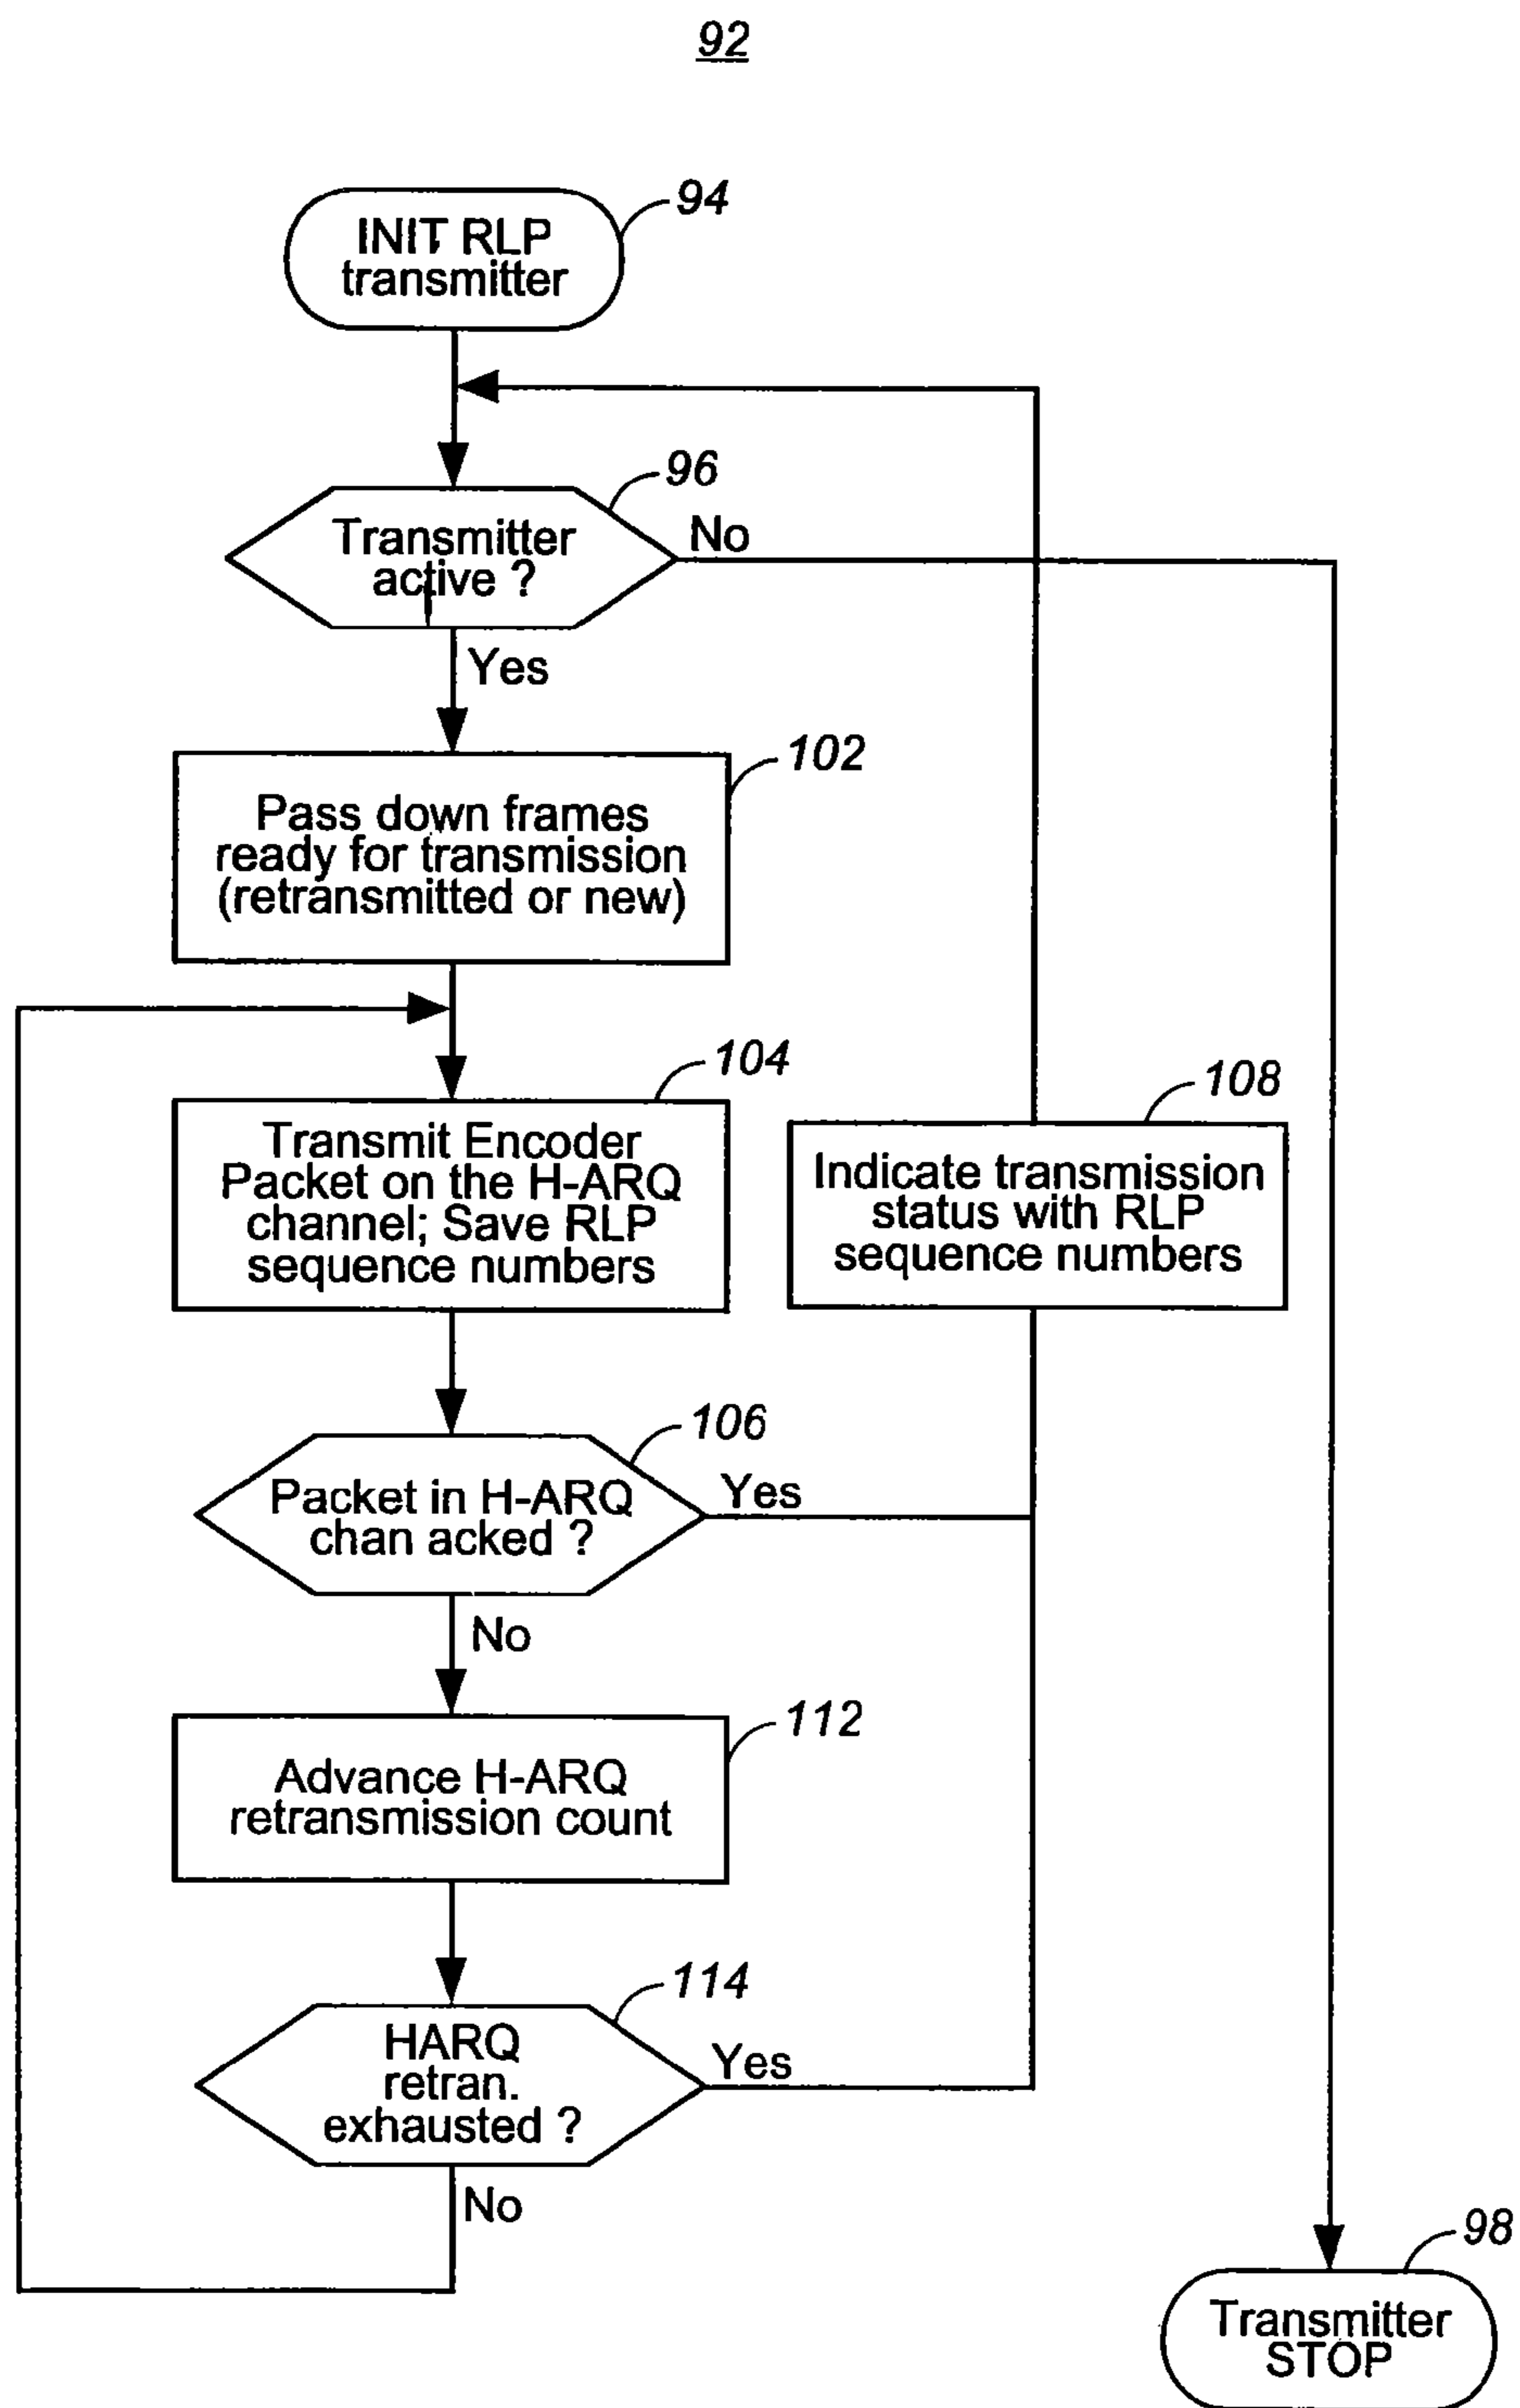 92
94
INIT RLP
transmitter
96
Transmitter
active ?
No
Yes
102
Pass down frames
ready for transmission
(retransmitted or new)
104
Transmit Encoder
Packet on the H-ARQ
channel; Save RLP
sequence numbers
108
Indicate transmission
status with RLP
sequence numbers
106
Packet in H-ARQ
chan acked ?
Yes
No
112
Advance H-ARQ
retransmission count
114
HARQ
retran.
exhausted ?
Yes
No
98
Transmitter
STOP